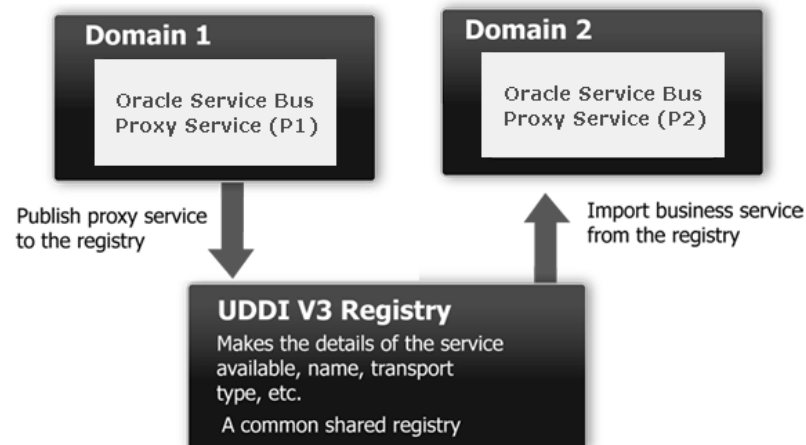 Domain 1
Oracle Service Bus
Proxy Service (P1)
Domain 2
Oracle Service Bus
Proxy Service (P2)
Publish proxy service
to the registry
Import business service
from the registry
UDDI V3 Registry
Makes the details of the service
available, name, transport
type, etc.
A common shared registry